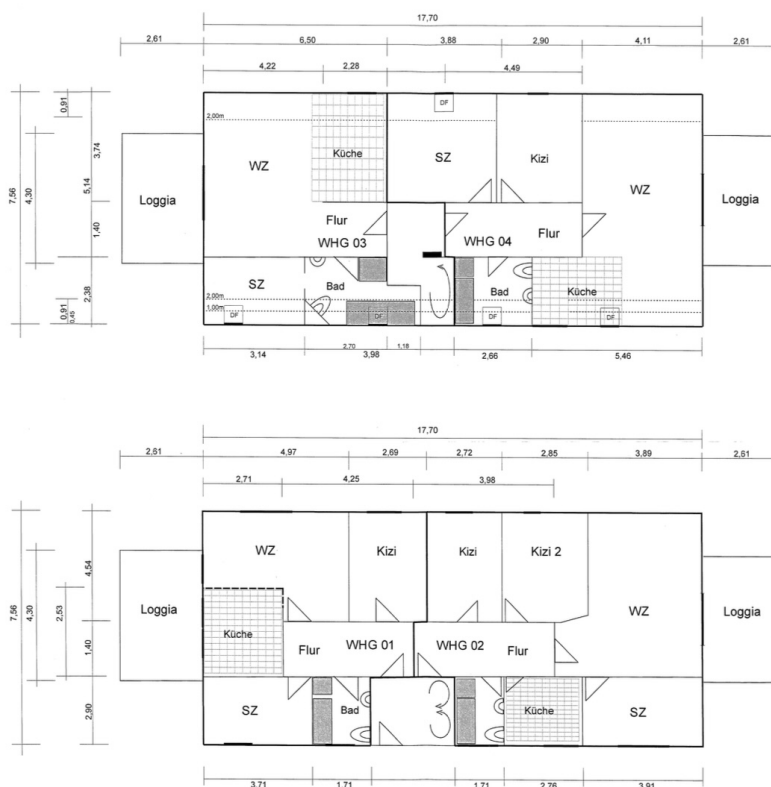 17,70
2,61 6,50 3,88 2,90 4,11 2,61
4,22 2,28 4,49
0,91
DF
2,00m
3,74
Küche
SZ
Kizi
WZ
WZ
7,56
4,30
5,14
Loggia
Loggia
Flur
1,40
WHG 03
WHG 04
Flur
SZ
Bad
Bad
Küche
2,38
2,00m
0,91
0,45
1,00m
DF
DF
DF
DF
2,70 1,18
3,14 3,98 2,66 5,46
17,70
2,61 4,97 2,69 2,72 2,85 3,89 2,61
2,71 4,25 3,98
WZ
Kizi
Kizi
Kizi 2
4,54
WZ
7,56
4,30
2,53
Loggia
Loggia
Küche
1,40
Flur
WHG 01
WHG 02
Flur
SZ
Bad
Küche
SZ
2,90
3,71 1,71 1,71 2,76 3,91